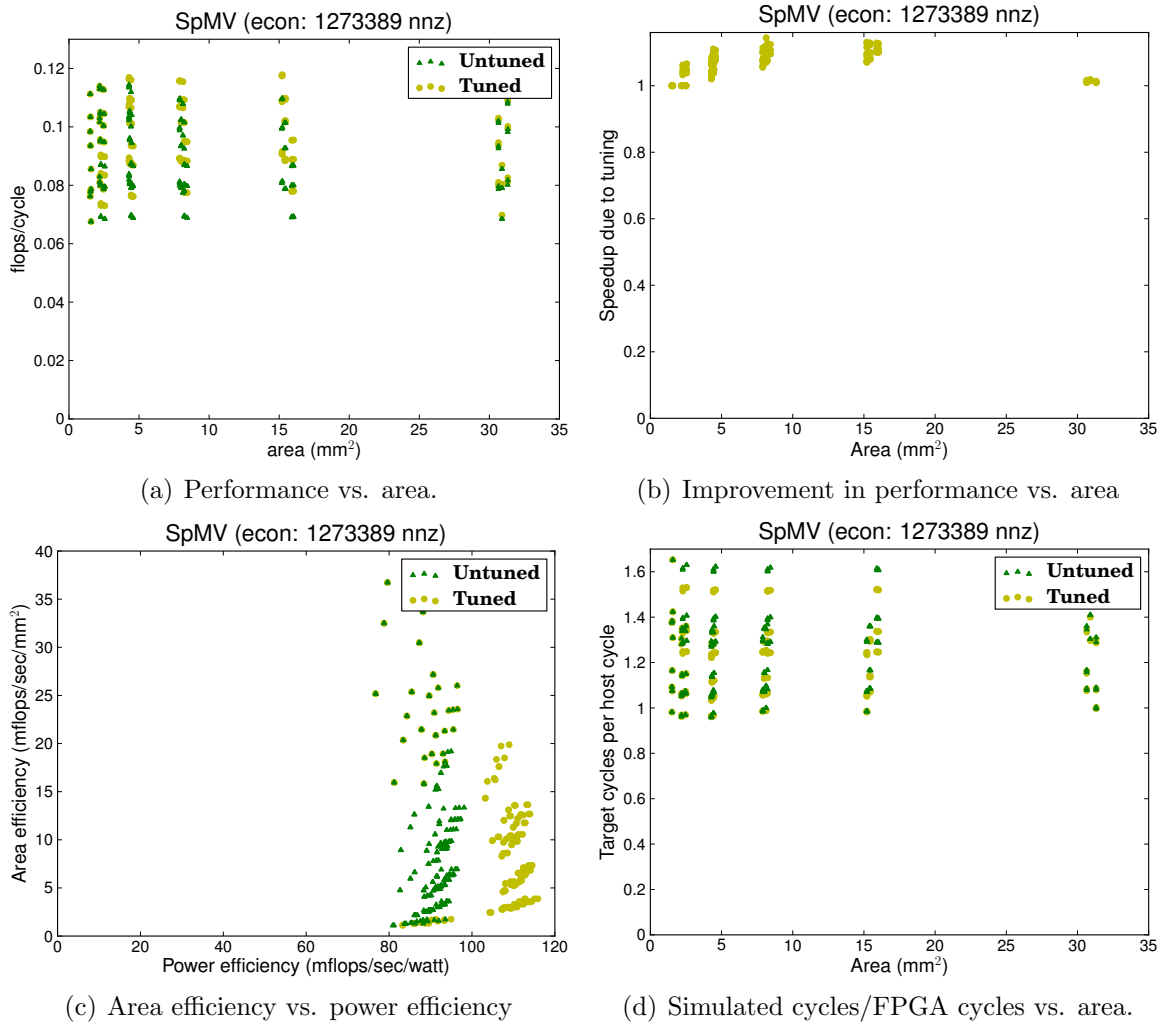 SpMV (econ: 1273389 nnz)
0.12
0.1
0.08
0.06
0.04
0.02
0
flops/cycle
Untuned
Tuned
0 5 10 15 20 25 30 35
area (mm²)
(a) Performance vs. area.
SpMV (econ: 1273389 nnz)
1
0.8
0.6
0.4
0.2
0
Speedup due to tuning
0 5 10 15 20 25 30 35
Area (mm²)
(b) Improvement in performance vs. area
SpMV (econ: 1273389 nnz)
40
35
30
25
20
15
10
5
0
Area efficiency (mflops/sec/mm²)
Untuned
Tuned
0 20 40 60 80 100 120
Power efficiency (mflops/sec/watt)
(c) Area efficiency vs. power efficiency
SpMV (econ: 1273389 nnz)
1.6
1.4
1.2
1
0.8
0.6
0.4
0.2
0
Target cycles per host cycle
Untuned
Tuned
0 5 10 15 20 25 30 35
Area (mm²)
(d) Simulated cycles/FPGA cycles vs. area.